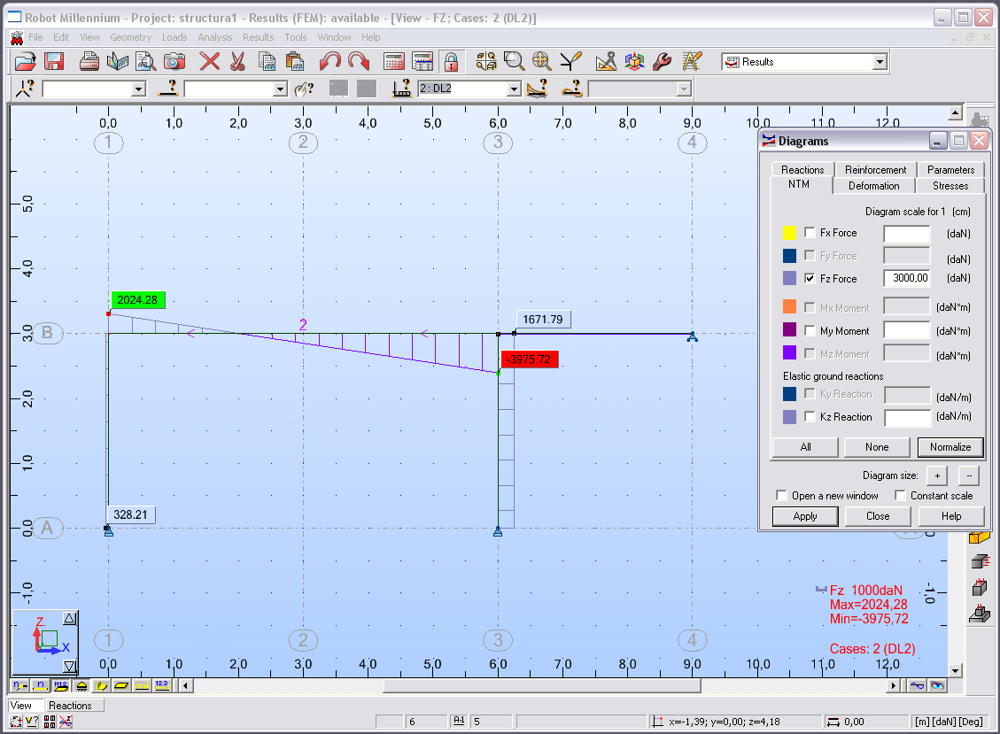 Robot Millennium - Project: structura1 - Results (FEM): available - [View - FZ; Cases: 2 (DL2)]
File Edit View Geometry Loads Analysis Results Tools Window Help
Results
2 : DL2
0,0 1,0 2,0 3,0 4,0 5,0 6,0 7,0 8,0 9,0 10,0 11,0 12,0
1 2 3 4
5,0
4,0
3,0
2,0
1,0
0,0
-1,0
B
A
2024.28
2
1671.79
-3975.72
328.21
Diagrams
Reactions Reinforcement Parameters
NTM Deformation Stresses
Diagram scale for 1 (cm)
Fx Force (daN)
Fy Force (daN)
Fz Force 3000,00 (daN)
Mx Moment (daN*m)
My Moment (daN*m)
Mz Moment (daN*m)
Elastic ground reactions
Ky Reaction (daN/m)
Kz Reaction (daN/m)
All None Normalize
Diagram size: + --
Open a new window Constant scale
Apply Close Help
Fz 1000daN
Max=2024,28
Min=-3975,72
Cases: 2 (DL2)
-1,0
Z
X
1 2 3 4
0,0 1,0 2,0 3,0 4,0 5,0 6,0 7,0 8,0 9,0 10,0 11,0 12,0
View Reactions
6 5 x=-1,39; y=0,00; z=4,18 0,00 [m] [daN] [Deg]